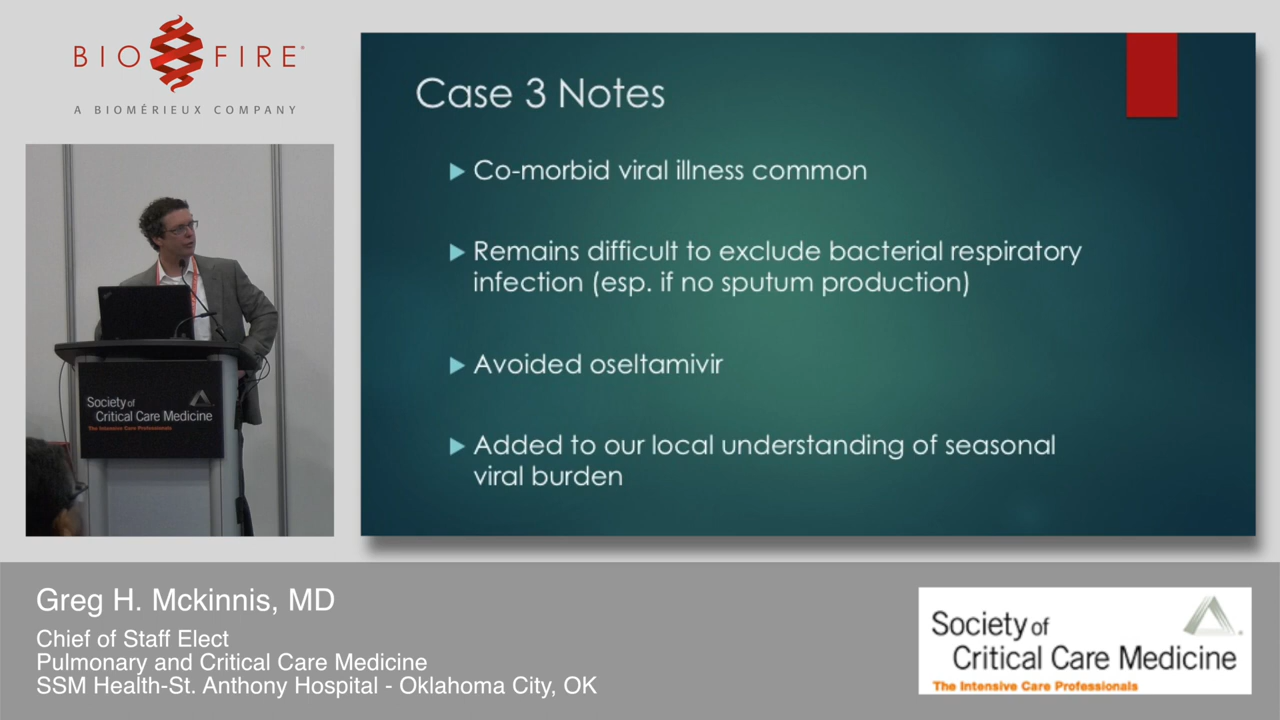 BIO FIRE®
A BIOMÉRIEUX COMPANY
Case 3 Notes
Co-morbid viral illness common
Remains difficult to exclude bacterial respiratory
infection (esp. if no sputum production)
Avoided oseltamivir
Added to our local understanding of seasonal
viral burden
Society of
Critical Care Medicine
The Intensive Care Professionals
Greg H. Mckinnis, MD
Chief of Staff Elect
Pulmonary and Critical Care Medicine
SSM Health-St. Anthony Hospital - Oklahoma City, OK
Society of
Critical Care Medicine
The Intensive Care Professionals